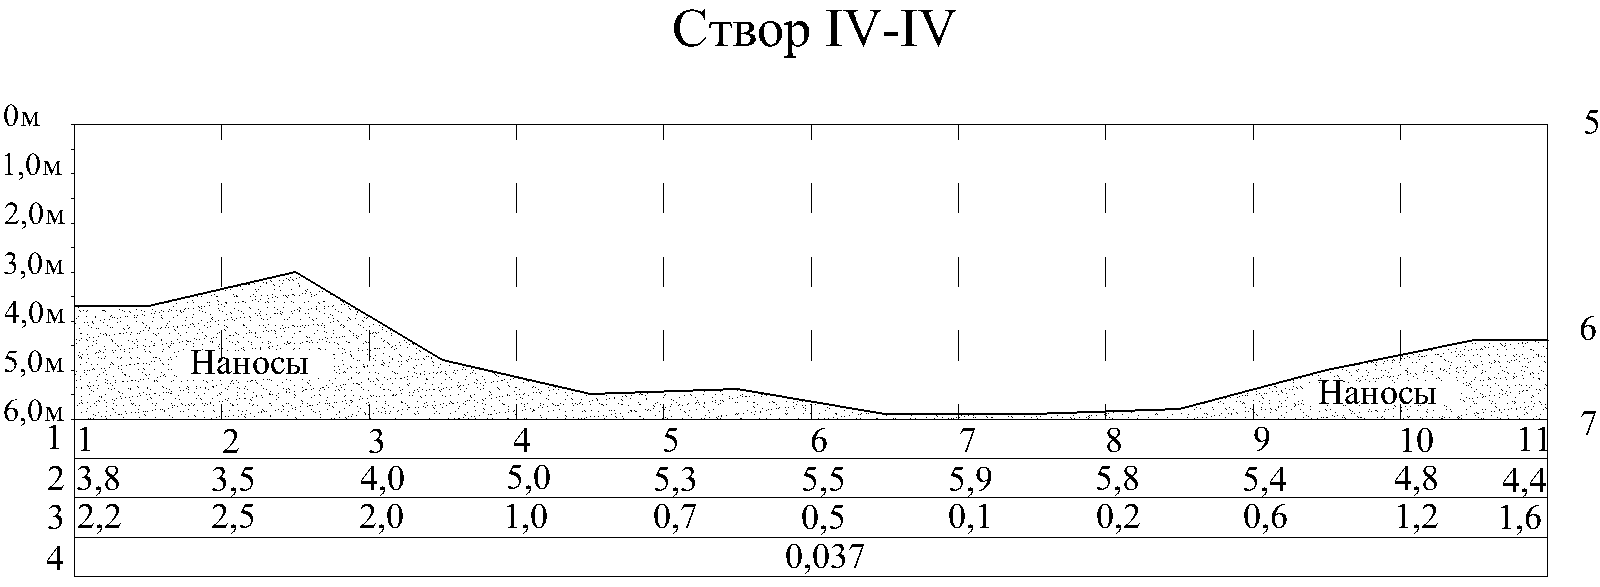 Створ IV-IV
0м 5
1,0м
2,0м
3,0м
4,0м 6
5,0м Наносы
Наносы
6,0м 7
1 1 2 3 4 5 6 7 8 9 10 11
2 3,8 3,5 4,0 5,0 5,3 5,5 5,9 5,8 5,4 4,8 4,4
3 2,2 2,5 2,0 1,0 0,7 0,5 0,1 0,2 0,6 1,2 1,6
4 0,037